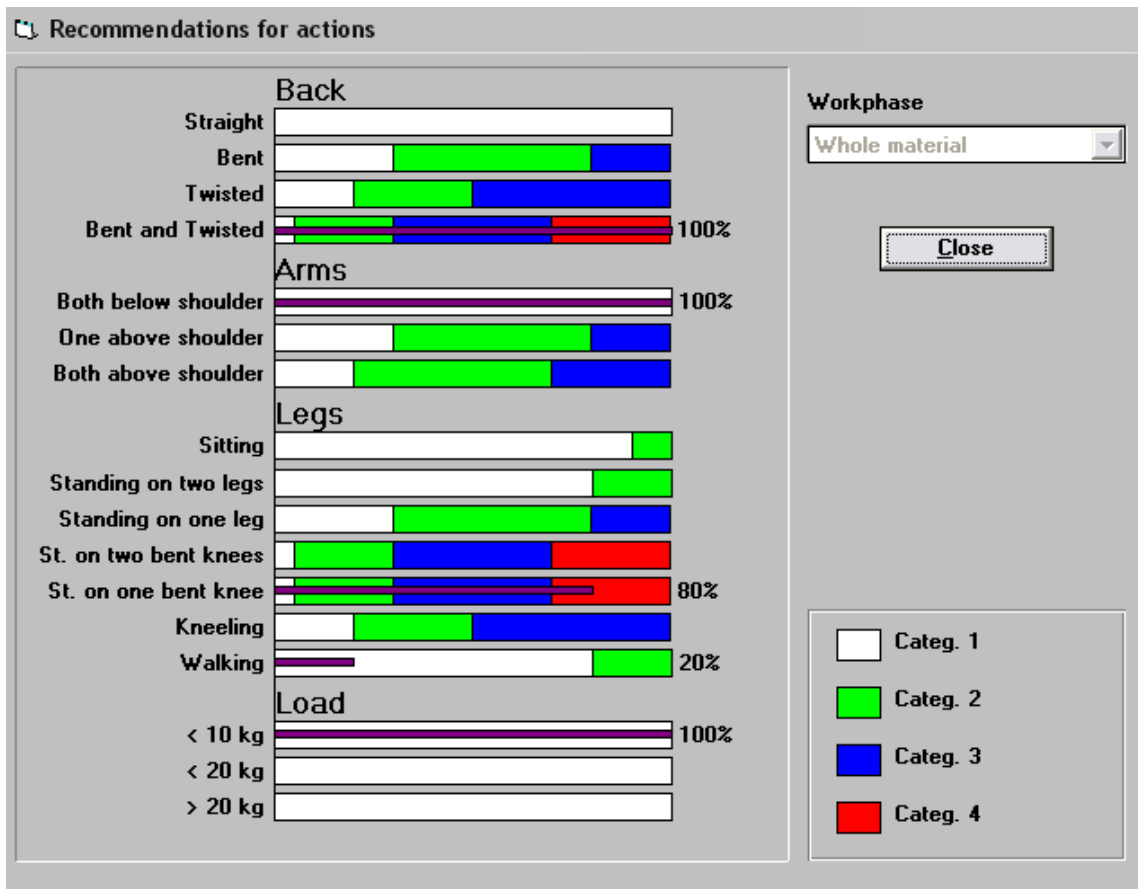 Recommendations for actions
Back
Straight
Bent
Twisted
Bent and Twisted 100%
Arms
Both below shoulder 100%
One above shoulder
Both above shoulder
Legs
Sitting
Standing on two legs
Standing on one leg
St. on two bent knees
St. on one bent knee 80%
Kneeling
Walking 20%
Load
< 10 kg 100%
< 20 kg
> 20 kg
Workphase
Whole material
Close
Categ. 1
Categ. 2
Categ. 3
Categ. 4